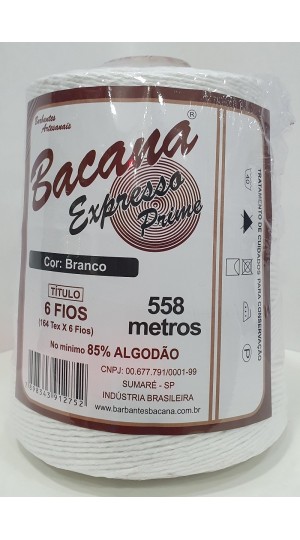 Barbantes
Artesanais
Bacana®
Expresso
Prime
Cor: Branco
TÍTULO
6 FIOS
(164 Tex X 6 Fios)
558
metros
No mínimo 85% ALGODÃO
CNPJ: 00.677.791/0001-99
SUMARÉ - SP
INDÚSTRIA BRASILEIRA
www.barbantesbacana.com.br
TRATAMENTO DE CUIDADOS PARA CONSERVAÇÃO
40
P